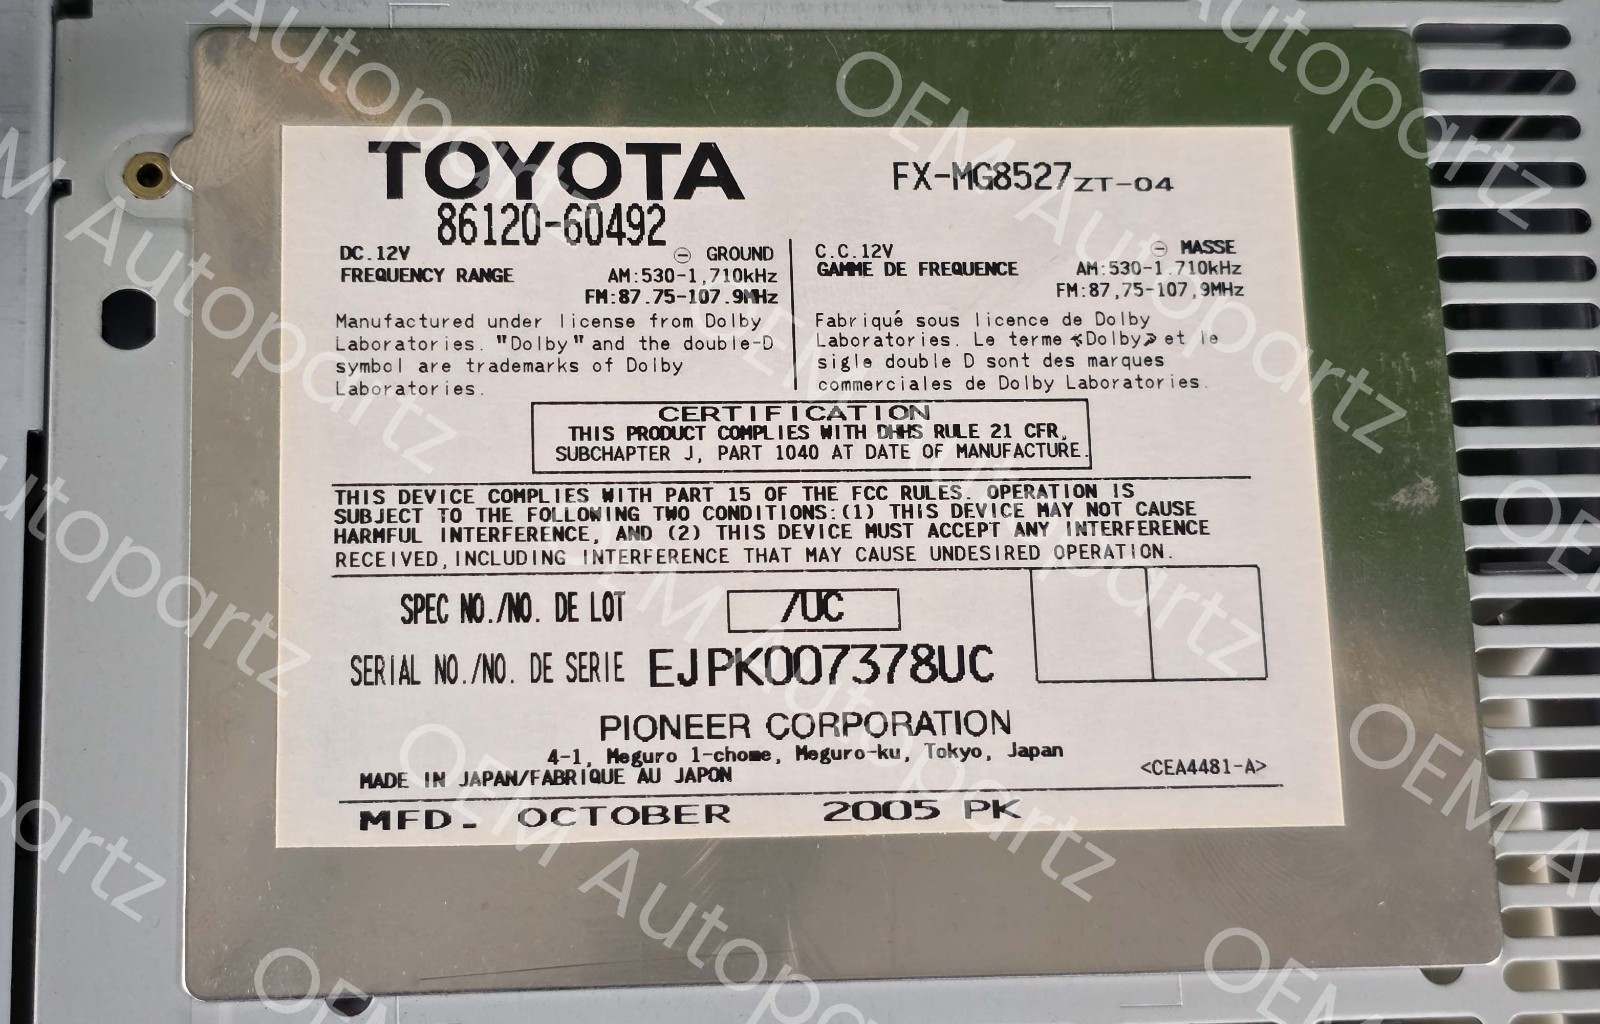 TOYOTA
86120-60492
FX-MG8527 ZT-04
DC.12V ⊖ GROUND
FREQUENCY RANGE AM:530-1,710kHz
FM:87.75-107.9MHz
Manufactured under license from Dolby
Laboratories. "Dolby" and the double-D
symbol are trademarks of Dolby
Laboratories.
C.C.12V ⊖ MASSE
GAMME DE FREQUENCE AM:530-1.710kHz
FM:87,75-107,9MHz
Fabriqué sous licence de Dolby
Laboratories. Le terme «Dolby» et le
sigle double D sont des marques
commerciales de Dolby Laboratories.
CERTIFICATION
THIS PRODUCT COMPLIES WITH DHHS RULE 21 CFR,
SUBCHAPTER J, PART 1040 AT DATE OF MANUFACTURE.
THIS DEVICE COMPLIES WITH PART 15 OF THE FCC RULES. OPERATION IS
SUBJECT TO THE FOLLOWING TWO CONDITIONS:(1) THIS DEVICE MAY NOT CAUSE
HARMFUL INTERFERENCE, AND (2) THIS DEVICE MUST ACCEPT ANY INTERFERENCE
RECEIVED, INCLUDING INTERFERENCE THAT MAY CAUSE UNDESIRED OPERATION.
SPEC NO./NO. DE LOT /UC
SERIAL NO./NO. DE SERIE EJPK007378UC
PIONEER CORPORATION
4-1, Meguro 1-chome, Meguro-ku, Tokyo, Japan
MADE IN JAPAN/FABRIQUE AU JAPON <CEA4481-A>
MFD- OCTOBER 2005 PK
OEM Autopartz